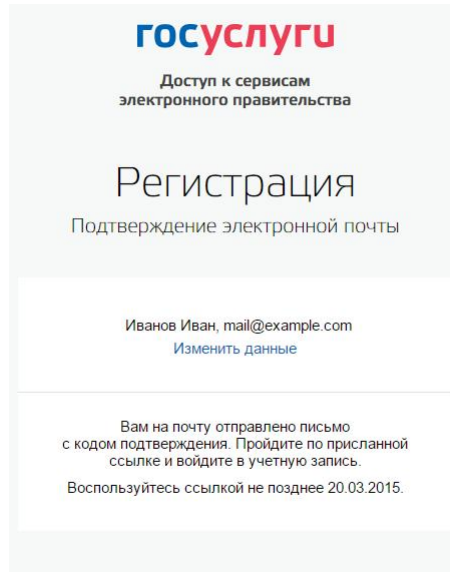 госуслуги
Доступ к сервисам
электронного правительства
Регистрация
Подтверждение электронной почты
Иванов Иван, mail@example.com
Изменить данные
Вам на почту отправлено письмо
с кодом подтверждения. Пройдите по присланной
ссылке и войдите в учетную запись.
Воспользуйтесь ссылкой не позднее 20.03.2015.